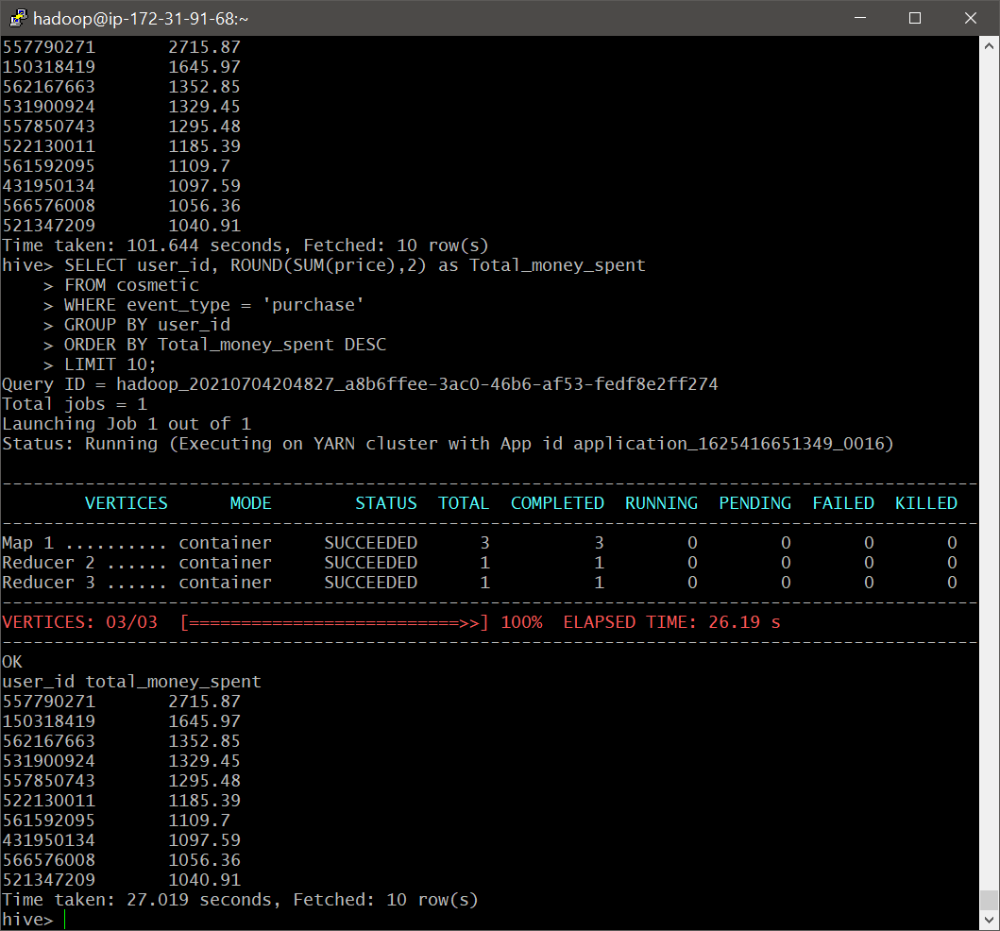 hadoop@ip-172-31-91-68:~
557790271       2715.87
150318419       1645.97
562167663       1352.85
531900924       1329.45
557850743       1295.48
522130011       1185.39
561592095       1109.7
431950134       1097.59
566576008       1056.36
521347209       1040.91
Time taken: 101.644 seconds, Fetched: 10 row(s)
hive> SELECT user_id, ROUND(SUM(price),2) as Total_money_spent
    > FROM cosmetic
    > WHERE event_type = 'purchase'
    > GROUP BY user_id
    > ORDER BY Total_money_spent DESC
    > LIMIT 10;
Query ID = hadoop_20210704204827_a8b6ffee-3ac0-46b6-af53-fedf8e2ff274
Total jobs = 1
Launching Job 1 out of 1
Status: Running (Executing on YARN cluster with App id application_1625416651349_0016)
----------------------------------------------------------------------------------------------
        VERTICES      MODE        STATUS  TOTAL  COMPLETED  RUNNING  PENDING  FAILED  KILLED
----------------------------------------------------------------------------------------------
Map 1 .......... container     SUCCEEDED      3          3        0        0       0       0
Reducer 2 ...... container     SUCCEEDED      1          1        0        0       0       0
Reducer 3 ...... container     SUCCEEDED      1          1        0        0       0       0
----------------------------------------------------------------------------------------------
VERTICES: 03/03  [==========================>>] 100%  ELAPSED TIME: 26.19 s
----------------------------------------------------------------------------------------------
OK
user_id total_money_spent
557790271       2715.87
150318419       1645.97
562167663       1352.85
531900924       1329.45
557850743       1295.48
522130011       1185.39
561592095       1109.7
431950134       1097.59
566576008       1056.36
521347209       1040.91
Time taken: 27.019 seconds, Fetched: 10 row(s)
hive>